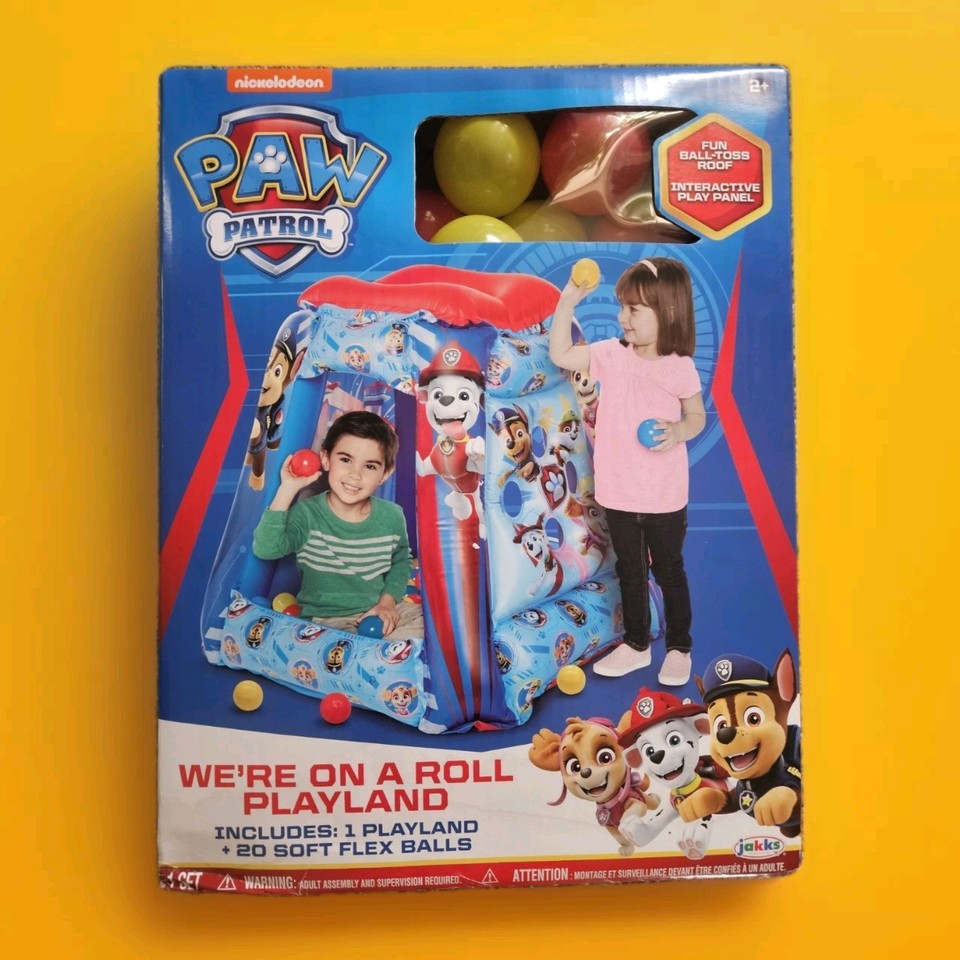 nickelodeon
2+
PAW
PATROL
FUN
BALL-TOSS
ROOF
INTERACTIVE
PLAY PANEL
WE'RE ON A ROLL
PLAYLAND
INCLUDES: 1 PLAYLAND
+ 20 SOFT FLEX BALLS
jakks
1 SET WARNING: ADULT ASSEMBLY AND SUPERVISION REQUIRED. ATTENTION : MONTAGE ET SURVEILLANCE DEVANT ÊTRE CONFIÉS À UN ADULTE.